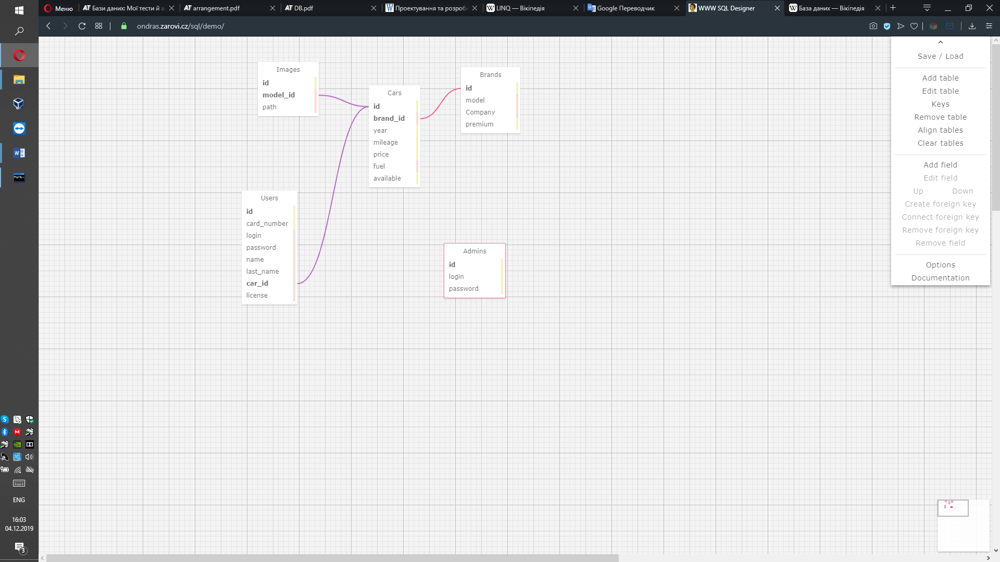 Меню
Бази даних: Мої тести й а
arrangement.pdf
DB.pdf
Проектування та розроб
LINQ — Вікіпедія
Google Переводчик
WWW SQL Designer
База даних — Вікіпедія
ondras.zarovi.cz/sql/demo/
Images
id
model_id
path
Cars
id
brand_id
year
mileage
price
fuel
available
Brands
id
model
Company
premium
Users
id
card_number
login
password
name
last_name
car_id
license
Admins
id
login
password
Save / Load
Add table
Edit table
Keys
Remove table
Align tables
Clear tables
Add field
Edit field
Up Down
Create foreign key
Connect foreign key
Remove foreign key
Remove field
Options
Documentation
ENG
16:03
04.12.2019
3